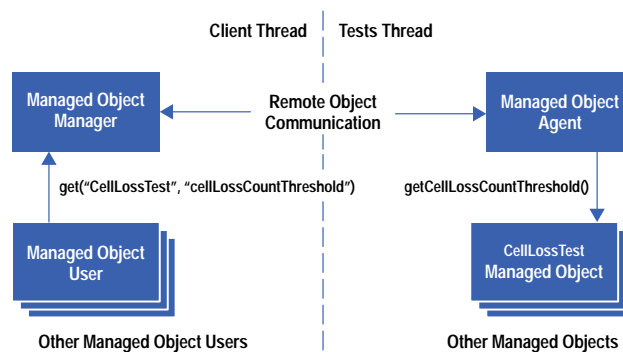 Client Thread
Tests Thread
Managed Object
Manager
Remote Object
Communication
Managed Object
Agent
get(“CellLossTest”, “cellLossCountThreshold”)
getCellLossCountThreshold()
Managed Object
User
CellLossTest
Managed Object
Other Managed Object Users
Other Managed Objects